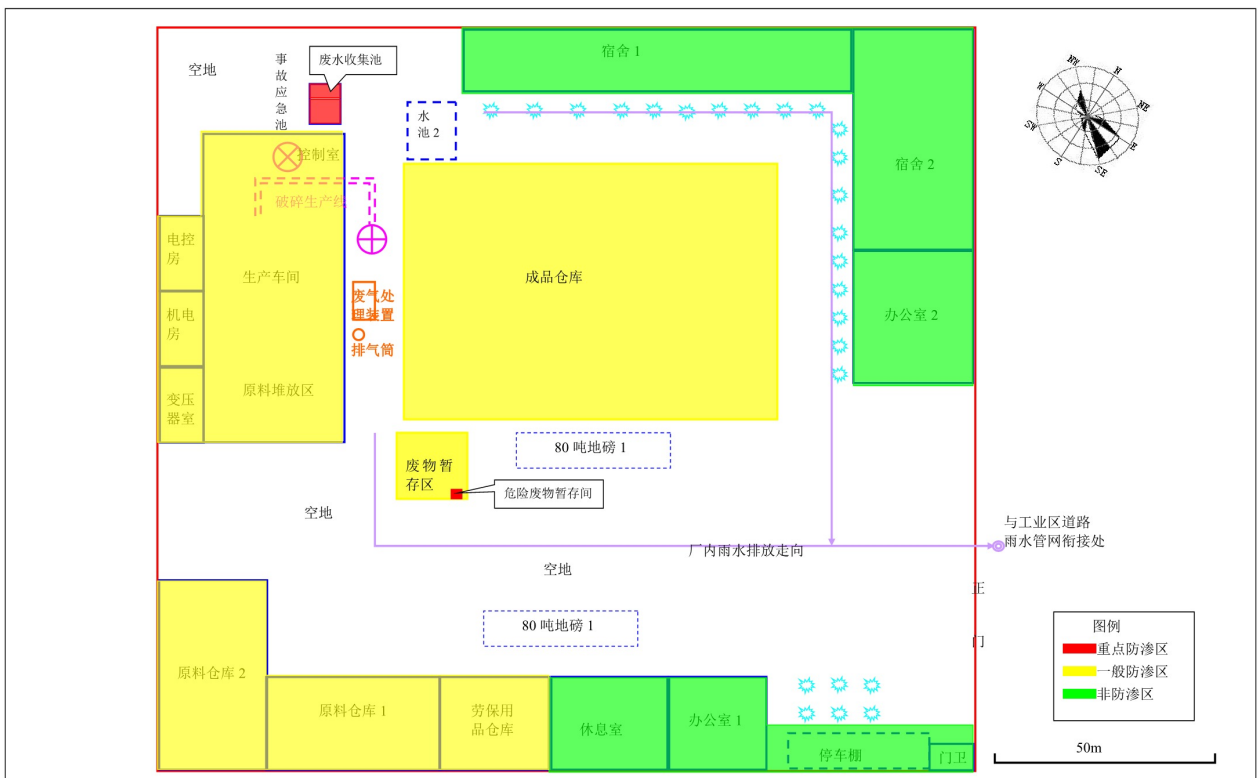 宿舍 1
废水收集池
空地
事
故
应
急
池
水
池 2
NW
N
W
NE
SW
E
S
SE
控制室
宿舍 2
破碎生产线
电控
房
生产车间
成品仓库
废气处
理装置
机电
房
办公室 2
排气筒
原料堆放区
变压
器室
80 吨地磅 1
废物暂
存区
危险废物暂存间
空地
与工业区道路
雨水管网衔接处
厂内雨水排放走向
空地
正
门
80 吨地磅 1
图例
重点防渗区
一般防渗区
非防渗区
原料仓库 2
原料仓库 1
劳保用
品仓库
休息室
办公室 1
停车棚
门卫
50m